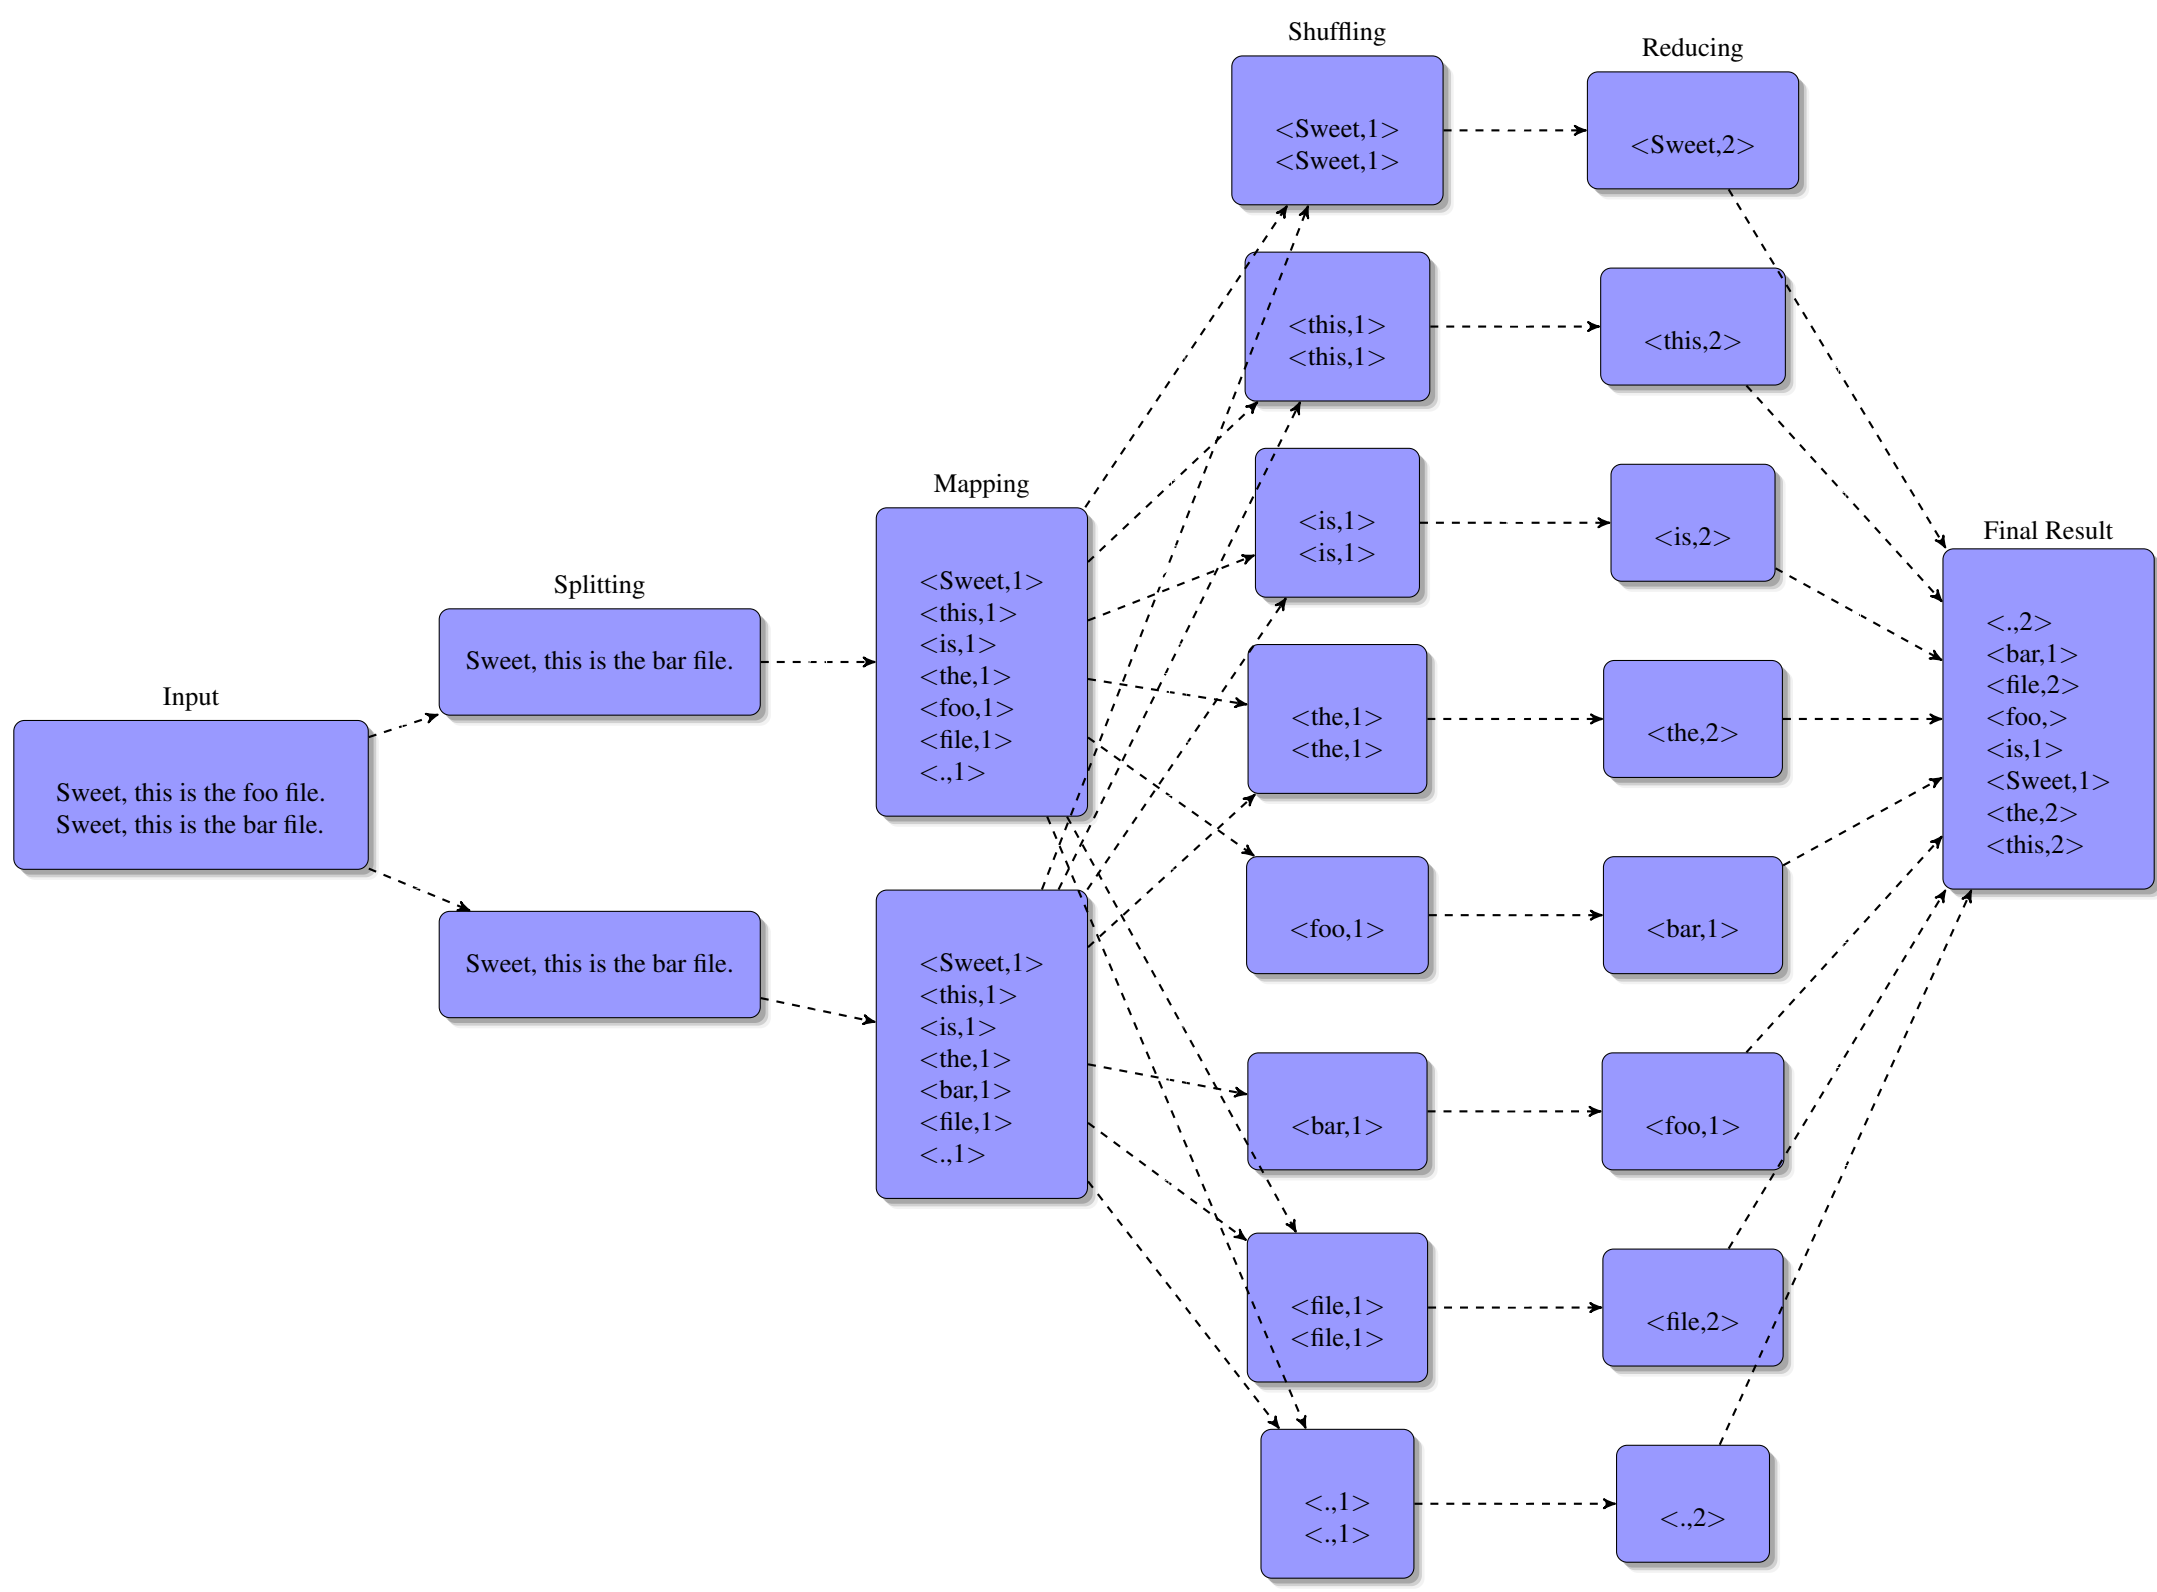 Input
Sweet, this is the foo file.
Sweet, this is the bar file.
Splitting
Sweet, this is the bar file.
Sweet, this is the bar file.
Mapping
<Sweet,1>
<this,1>
<is,1>
<the,1>
<foo,1>
<file,1>
<.,1>
<Sweet,1>
<this,1>
<is,1>
<the,1>
<bar,1>
<file,1>
<.,1>
Shuffling
<Sweet,1>
<Sweet,1>
<this,1>
<this,1>
<is,1>
<is,1>
<the,1>
<the,1>
<foo,1>
<bar,1>
<file,1>
<file,1>
<.,1>
<.,1>
Reducing
<Sweet,2>
<this,2>
<is,2>
<the,2>
<bar,1>
<foo,1>
<file,2>
<.,2>
Final Result
<.,2>
<bar,1>
<file,2>
<foo,>
<is,1>
<Sweet,1>
<the,2>
<this,2>